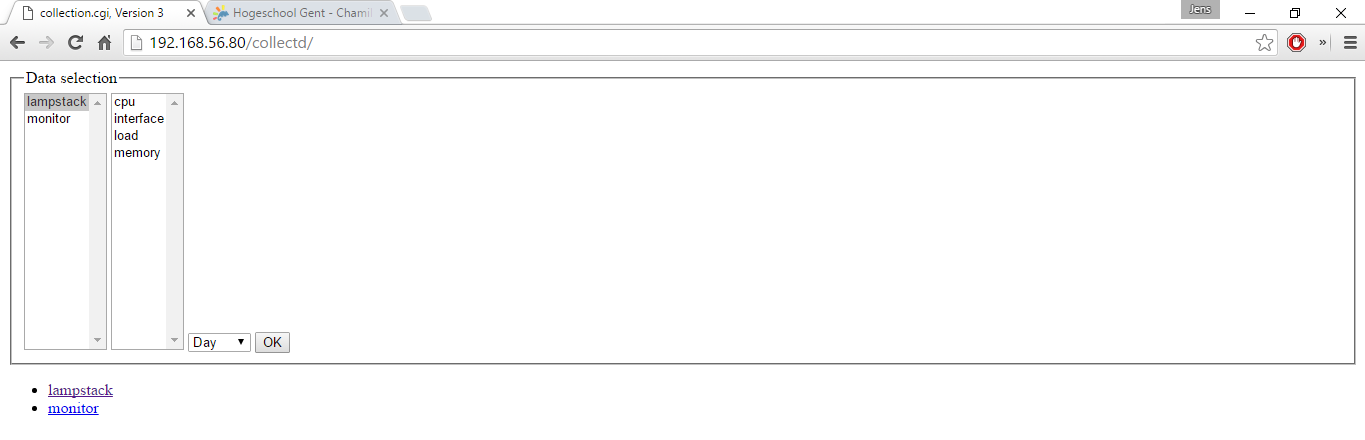 collection.cgi, Version 3
Hogeschool Gent - Chami
Jens
192.168.56.80/collectd/
»
Data selection
lampstack
monitor
cpu
interface
load
memory
Day
OK
lampstack
monitor